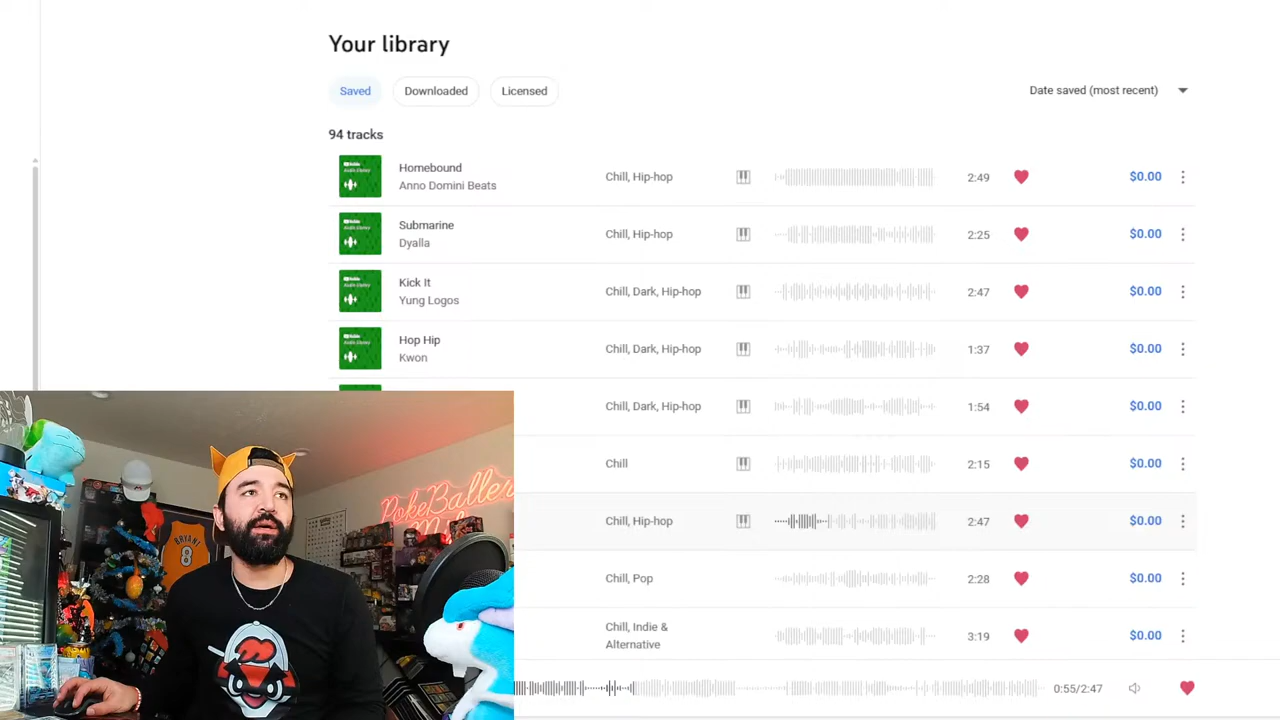 Your library
Saved
Downloaded
Licensed
Date saved (most recent)
94 tracks
Homebound
Anno Domini Beats
Chill, Hip-hop
2:49
$0.00
Submarine
Dyalla
Chill, Hip-hop
2:25
$0.00
Kick It
Yung Logos
Chill, Dark, Hip-hop
2:47
$0.00
Hop Hip
Kwon
Chill, Dark, Hip-hop
1:37
$0.00
Chill, Dark, Hip-hop
1:54
$0.00
Chill
2:15
$0.00
Chill, Hip-hop
2:47
$0.00
Chill, Pop
2:28
$0.00
Chill, Indie &
Alternative
3:19
$0.00
0:55/2:47
PokeBaller
BRYANT
8